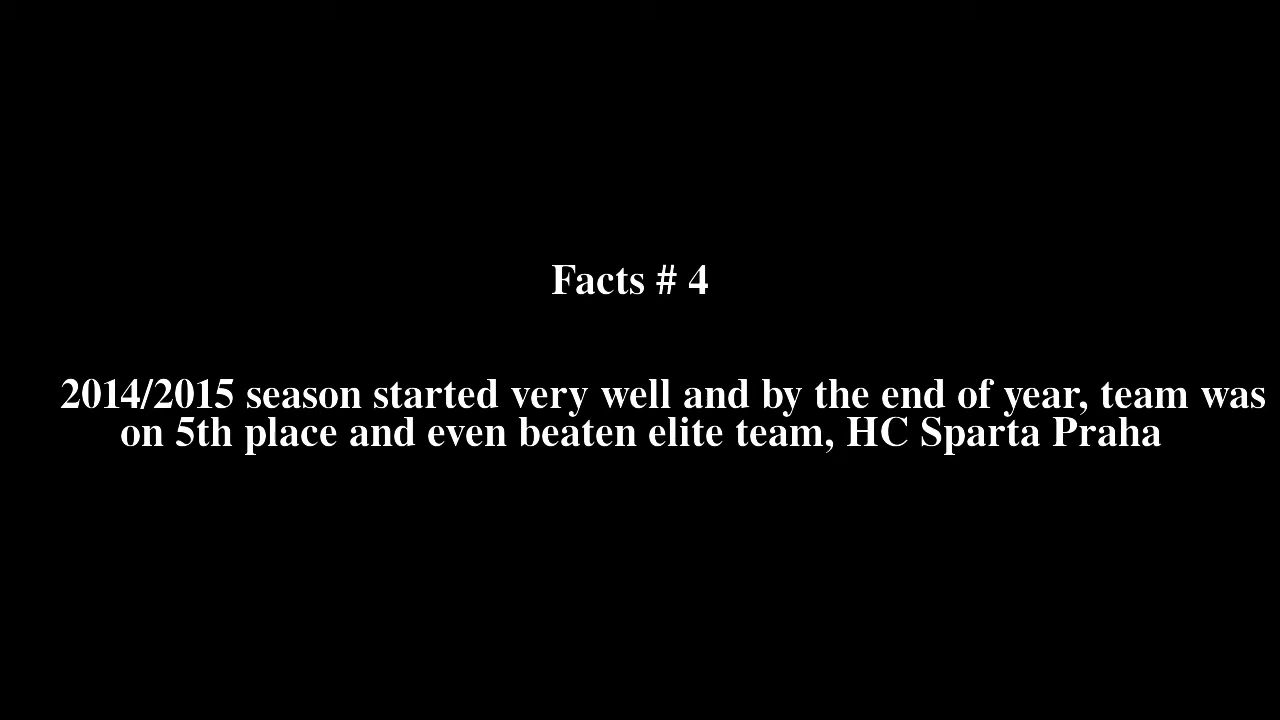 Facts # 4
2014/2015 season started very well and by the end of year, team was
on 5th place and even beaten elite team, HC Sparta Praha